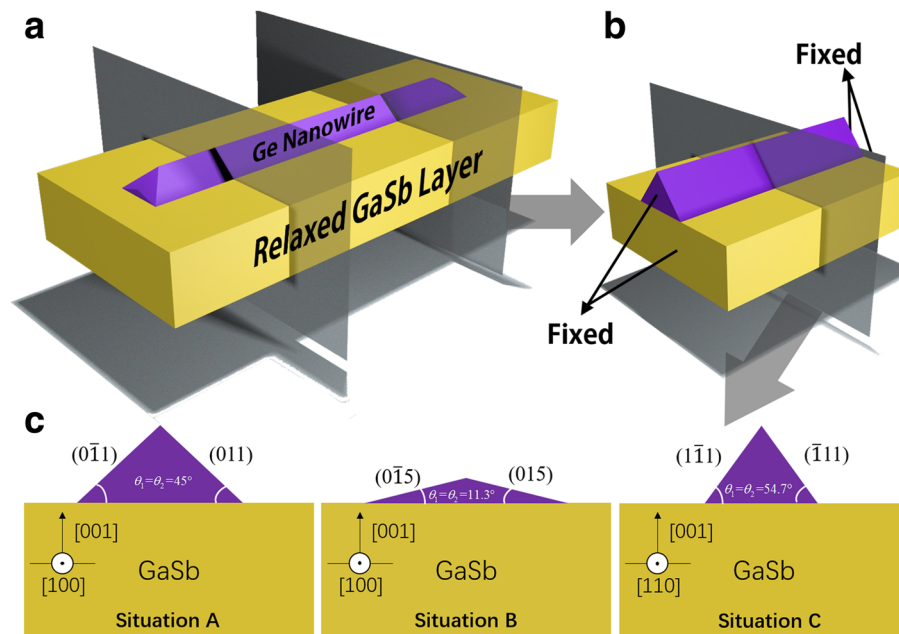 a
b
Fixed
Ge Nanowire
Relaxed GaSb Layer
Fixed
c
(01̅1)
(011)
θ₁=θ₂=45°
[001]
[100]
GaSb
Situation A
(01̅5)
(015)
θ₁=θ₂=11.3°
[001]
[100]
GaSb
Situation B
(11̅1)
(1̅11)
θ₁=θ₂=54.7°
[001]
[110]
GaSb
Situation C